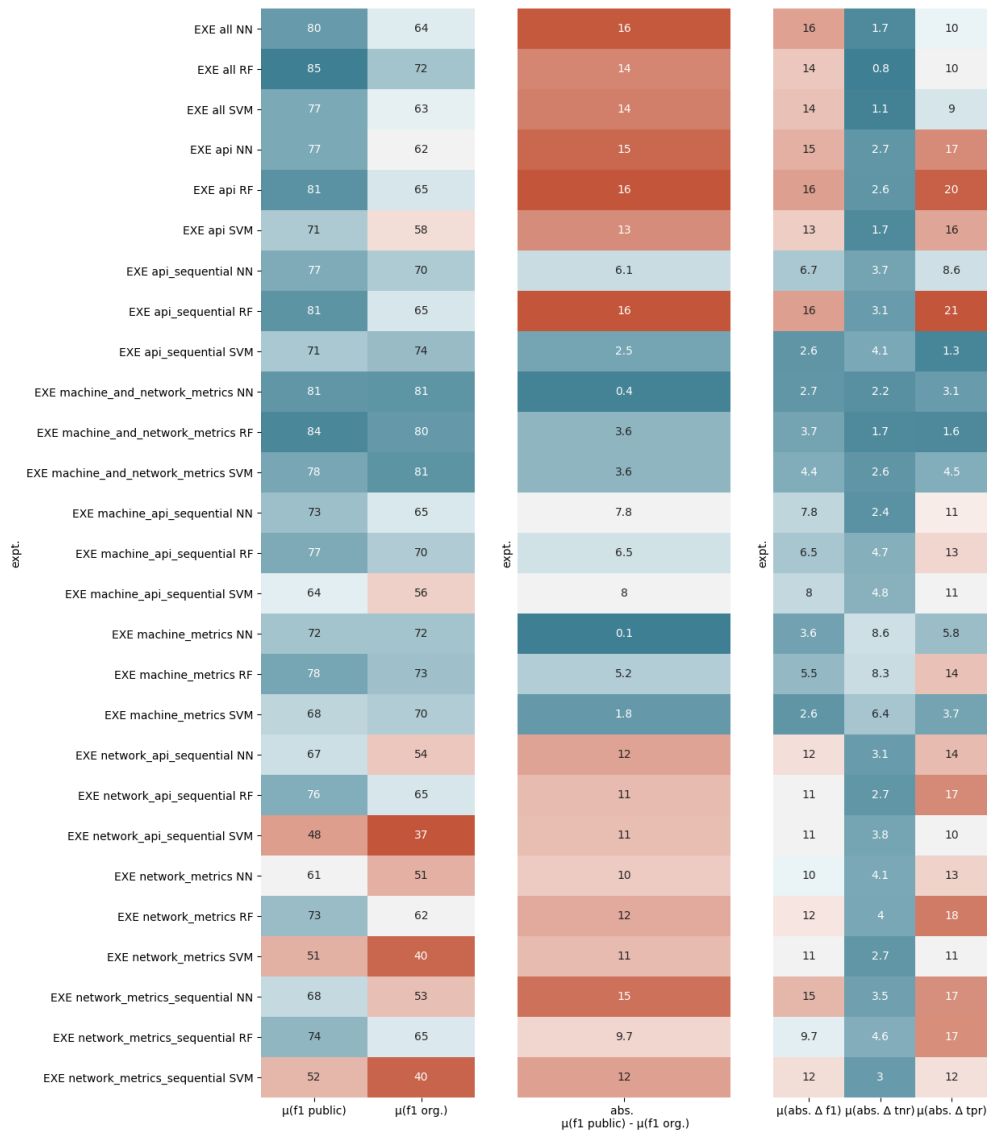 EXE all NN 80 64 16 16 1.7 10
EXE all RF 85 72 14 14 0.8 10
EXE all SVM 77 63 14 14 1.1 9
EXE api NN 77 62 15 15 2.7 17
EXE api RF 81 65 16 16 2.6 20
EXE api SVM 71 58 13 13 1.7 16
EXE api_sequential NN 77 70 6.1 6.7 3.7 8.6
EXE api_sequential RF 81 65 16 16 3.1 21
EXE api_sequential SVM 71 74 2.5 2.6 4.1 1.3
EXE machine_and_network_metrics NN 81 81 0.4 2.7 2.2 3.1
EXE machine_and_network_metrics RF 84 80 3.6 3.7 1.7 1.6
EXE machine_and_network_metrics SVM 78 81 3.6 4.4 2.6 4.5
EXE machine_api_sequential NN 73 65 7.8 7.8 2.4 11
expt. expt. expt.
EXE machine_api_sequential RF 77 70 6.5 6.5 4.7 13
EXE machine_api_sequential SVM 64 56 8 8 4.8 11
EXE machine_metrics NN 72 72 0.1 3.6 8.6 5.8
EXE machine_metrics RF 78 73 5.2 5.5 8.3 14
EXE machine_metrics SVM 68 70 1.8 2.6 6.4 3.7
EXE network_api_sequential NN 67 54 12 12 3.1 14
EXE network_api_sequential RF 76 65 11 11 2.7 17
EXE network_api_sequential SVM 48 37 11 11 3.8 10
EXE network_metrics NN 61 51 10 10 4.1 13
EXE network_metrics RF 73 62 12 12 4 18
EXE network_metrics SVM 51 40 11 11 2.7 11
EXE network_metrics_sequential NN 68 53 15 15 3.5 17
EXE network_metrics_sequential RF 74 65 9.7 9.7 4.6 17
EXE network_metrics_sequential SVM 52 40 12 12 3 12
μ(f1 public) μ(f1 org.) abs. μ(abs. Δ f1) μ(abs. Δ tnr) μ(abs. Δ tpr)
μ(f1 public) - μ(f1 org.)